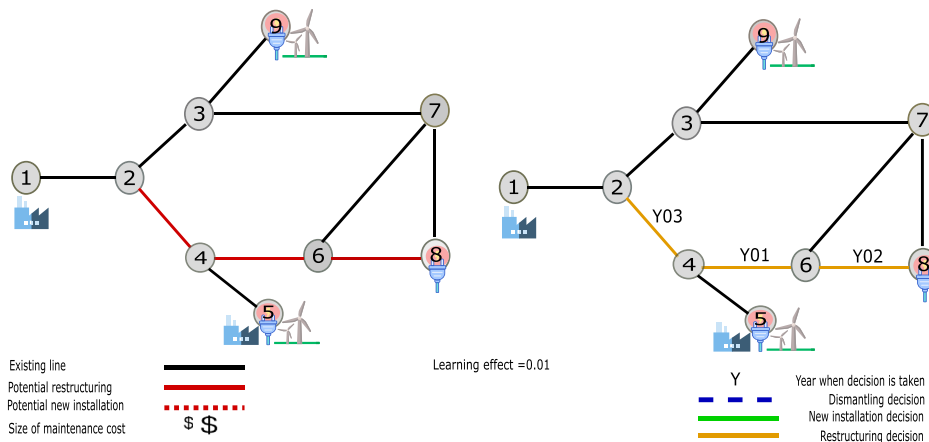 9
9
3
7
3
7
1
2
1
2
Y03
4
6
8
4
Y01
6
Y02
8
5
5
Existing line
Learning effect =0.01
Potential restructuring
Y
Year when decision is taken
Potential new installation
Dismantling decision
Size of maintenance cost
$ $
New installation decision
Restructuring decision